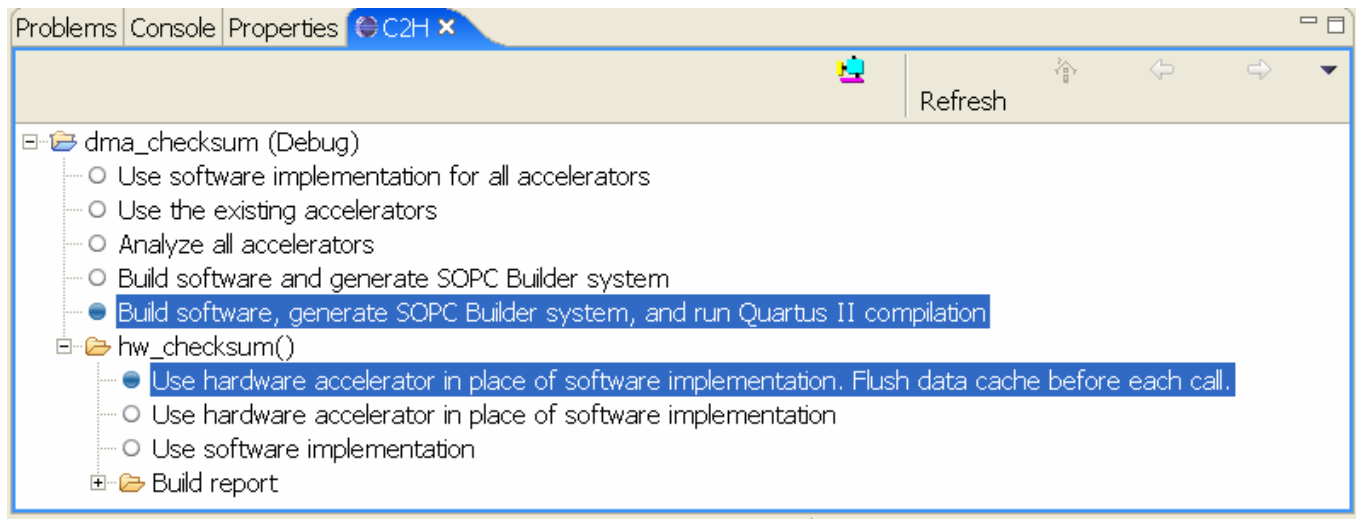 Problems Console Properties C2H
Refresh
dma_checksum (Debug)
Use software implementation for all accelerators
Use the existing accelerators
Analyze all accelerators
Build software and generate SOPC Builder system
Build software, generate SOPC Builder system, and run Quartus II compilation
hw_checksum()
Use hardware accelerator in place of software implementation. Flush data cache before each call.
Use hardware accelerator in place of software implementation
Use software implementation
Build report